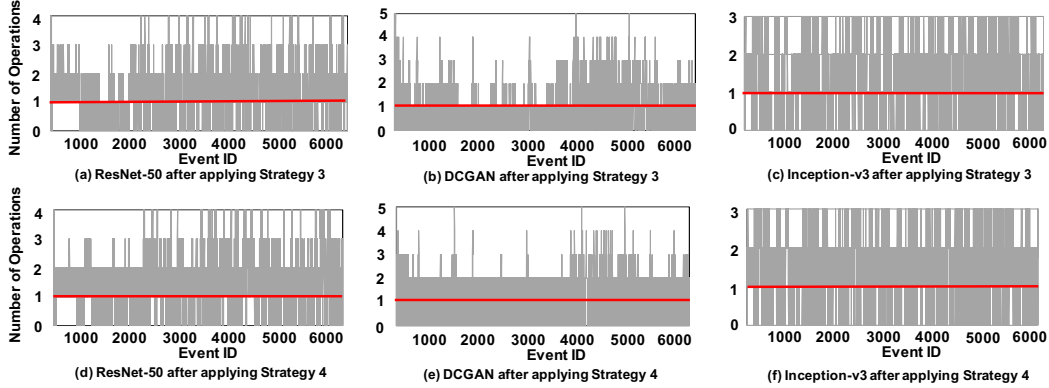 Number of Operations
4
3
2
1
0
1000 2000 3000 4000 5000 6000
Event ID
(a) ResNet-50 after applying Strategy 3
5
4
3
2
1
0
1000 2000 3000 4000 5000 6000
Event ID
(b) DCGAN after applying Strategy 3
3
2
1
0
1000 2000 3000 4000 5000 6000
Event ID
(c) Inception-v3 after applying Strategy 3
Number of Operations
4
3
2
1
0
1000 2000 3000 4000 5000 6000
Event ID
(d) ResNet-50 after applying Strategy 4
5
4
3
2
1
0
1000 2000 3000 4000 5000 6000
Event ID
(e) DCGAN after applying Strategy 4
3
2
1
0
1000 2000 3000 4000 5000 6000
Event ID
(f) Inception-v3 after applying Strategy 4